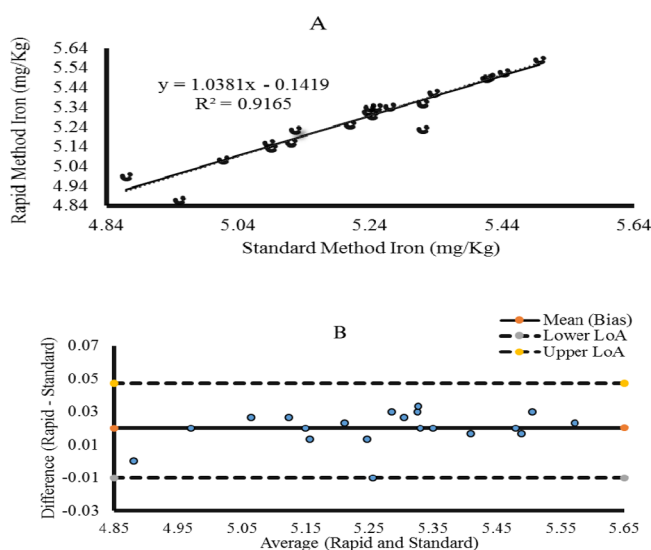 A
Rapid Method Iron (mg/Kg)
5.64
5.54
5.44
5.34
5.24
5.14
5.04
4.94
4.84
y = 1.0381x - 0.1419
R² = 0.9165
4.84 5.04 5.24 5.44 5.64
Standard Method Iron (mg/Kg)
B
Mean (Bias)
Lower LoA
Upper LoA
Difference (Rapid - Standard)
0.07
0.05
0.03
0.01
-0.01
-0.03
4.85 4.95 5.05 5.15 5.25 5.35 5.45 5.55 5.65
Average (Rapid and Standard)